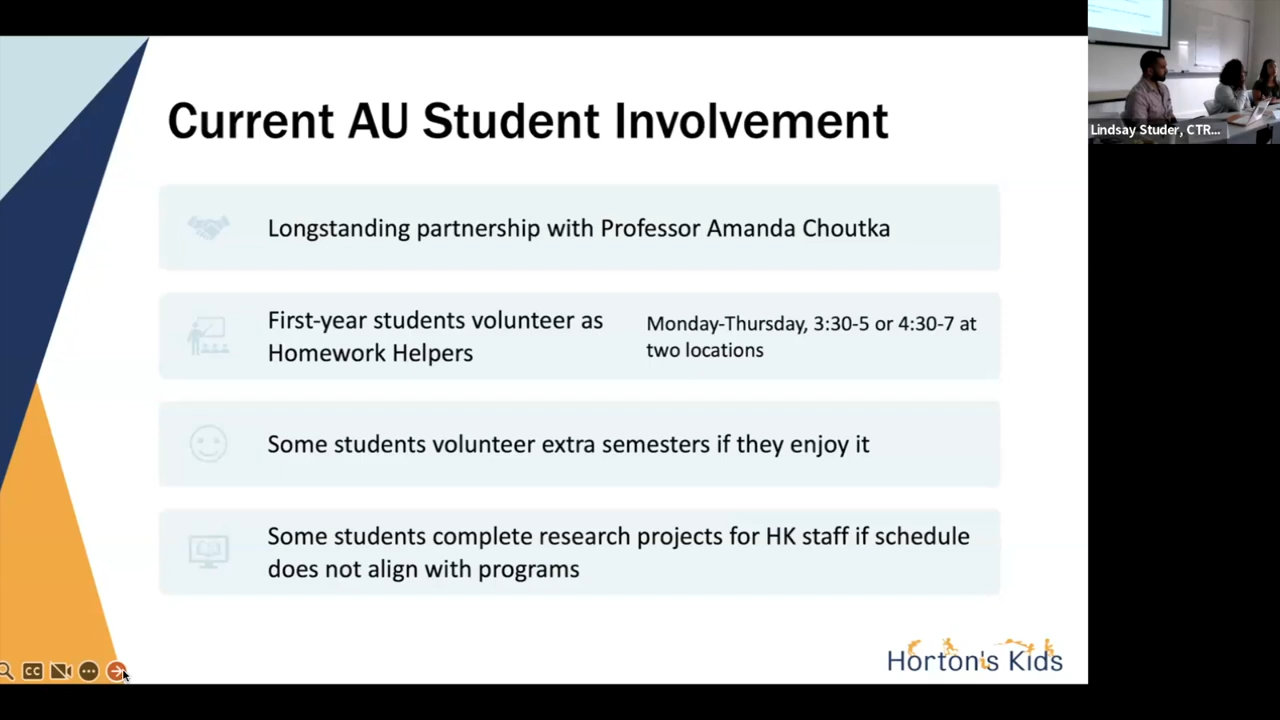 Current AU Student Involvement
Longstanding partnership with Professor Amanda Choutka
First-year students volunteer as
Homework Helpers
Monday-Thursday, 3:30-5 or 4:30-7 at
two locations
Some students volunteer extra semesters if they enjoy it
Some students complete research projects for HK staff if schedule
does not align with programs
Horton's Kids
CC
Lindsay Studer, CTR...